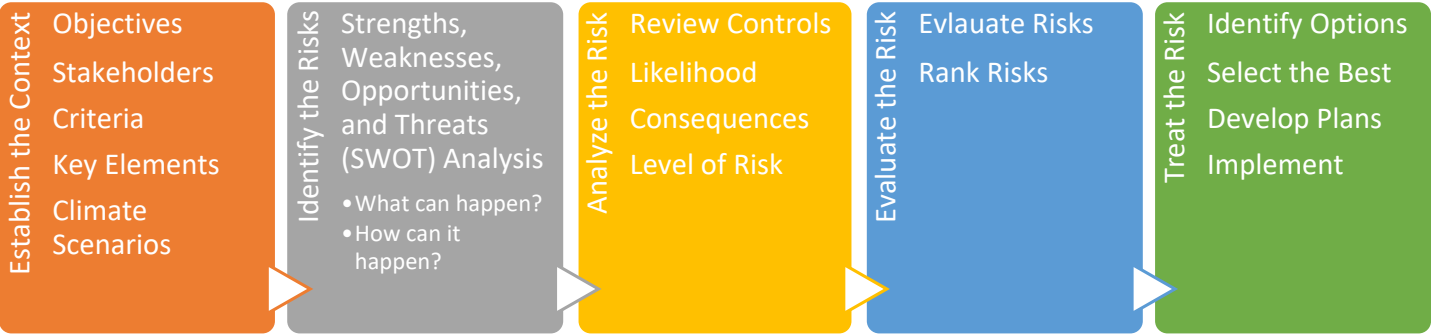 Establish the Context
Objectives
Stakeholders
Criteria
Key Elements
Climate
Scenarios
Identify the Risks
Strengths,
Weaknesses,
Opportunities,
and Threats
(SWOT) Analysis
•What can happen?
•How can it
happen?
Analyze the Risk
Review Controls
Likelihood
Consequences
Level of Risk
Evaluate the Risk
Evlauate Risks
Rank Risks
Treat the Risk
Identify Options
Select the Best
Develop Plans
Implement